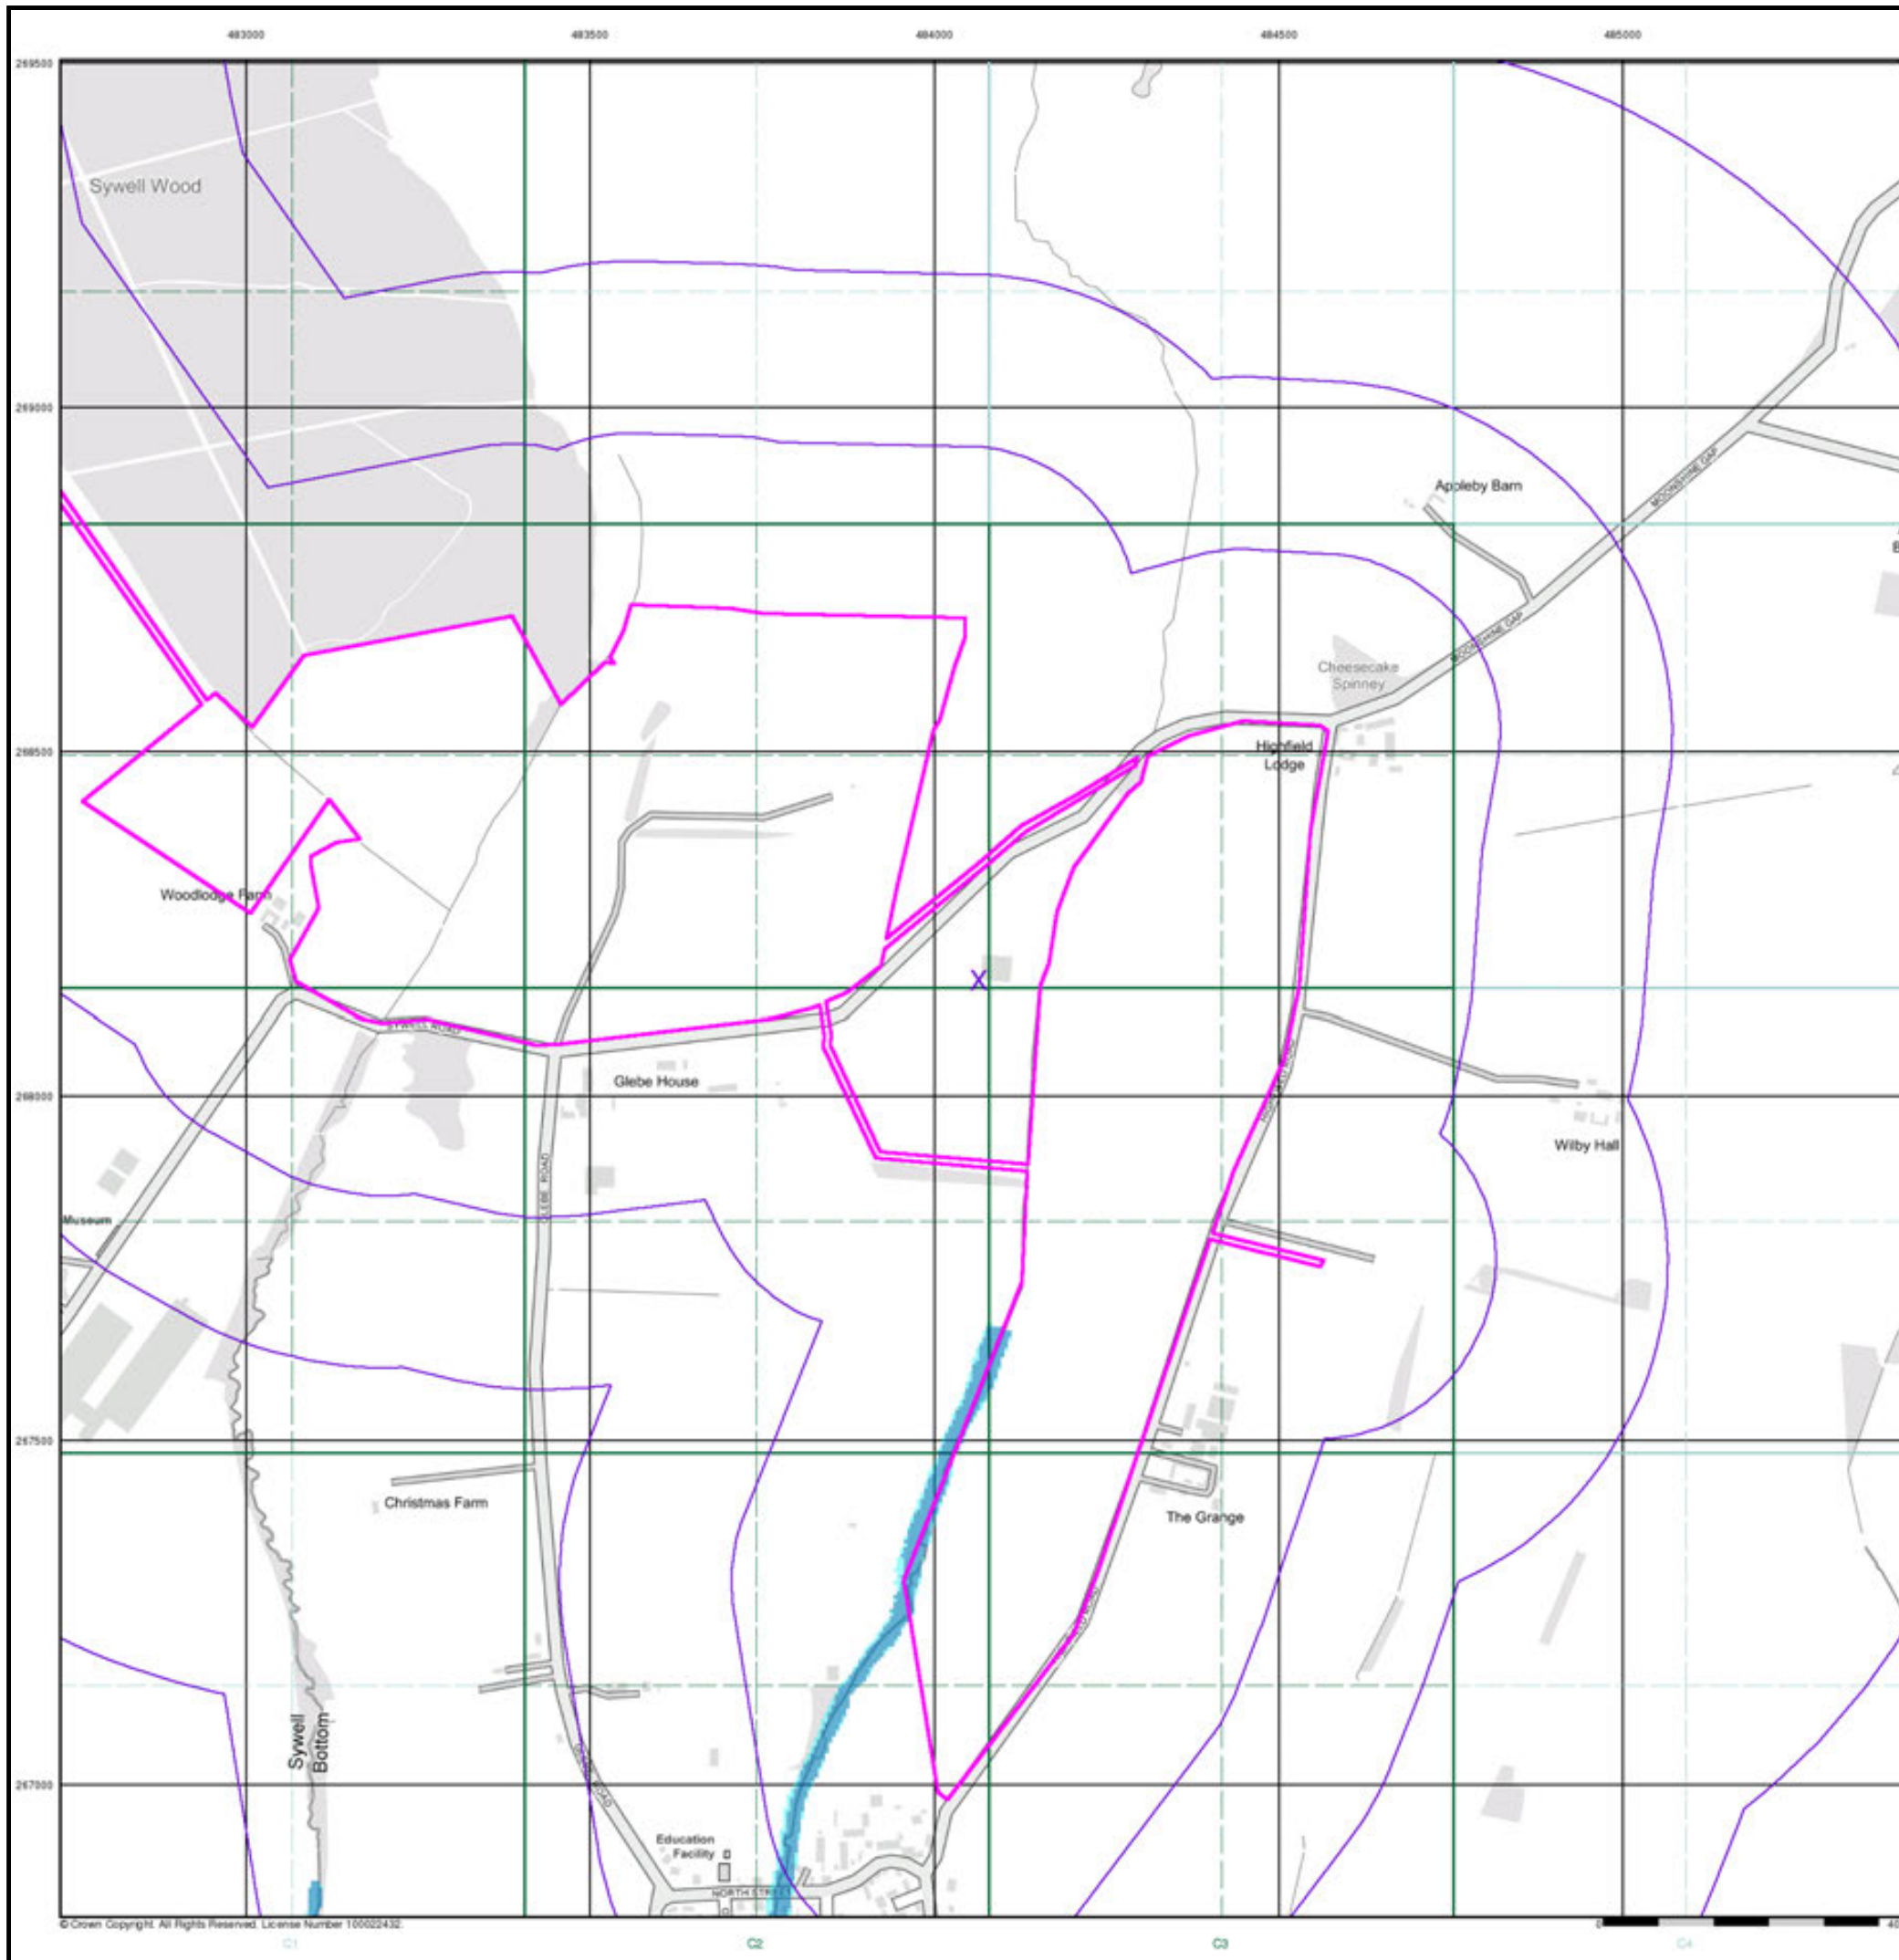 483000 483500 484000 484500 485000
269500
Sywell Wood
269000
MOONSHINE GAP
Appleby Barn
MOONSHINE GAP
Cheesecake
Spinney
268500
Highfield
Lodge
Woodlodge Farm
X
SYWELL ROAD
Glebe House
268000
Wilby Hall
GLEBE ROAD
Museum
267500
Christmas Farm
The Grange
Sywell
Bottom
267000
Education
Facility
NORTH STREET
© Crown Copyright. All Rights Reserved. License Number 100022432.
C1 C2 C3 C4